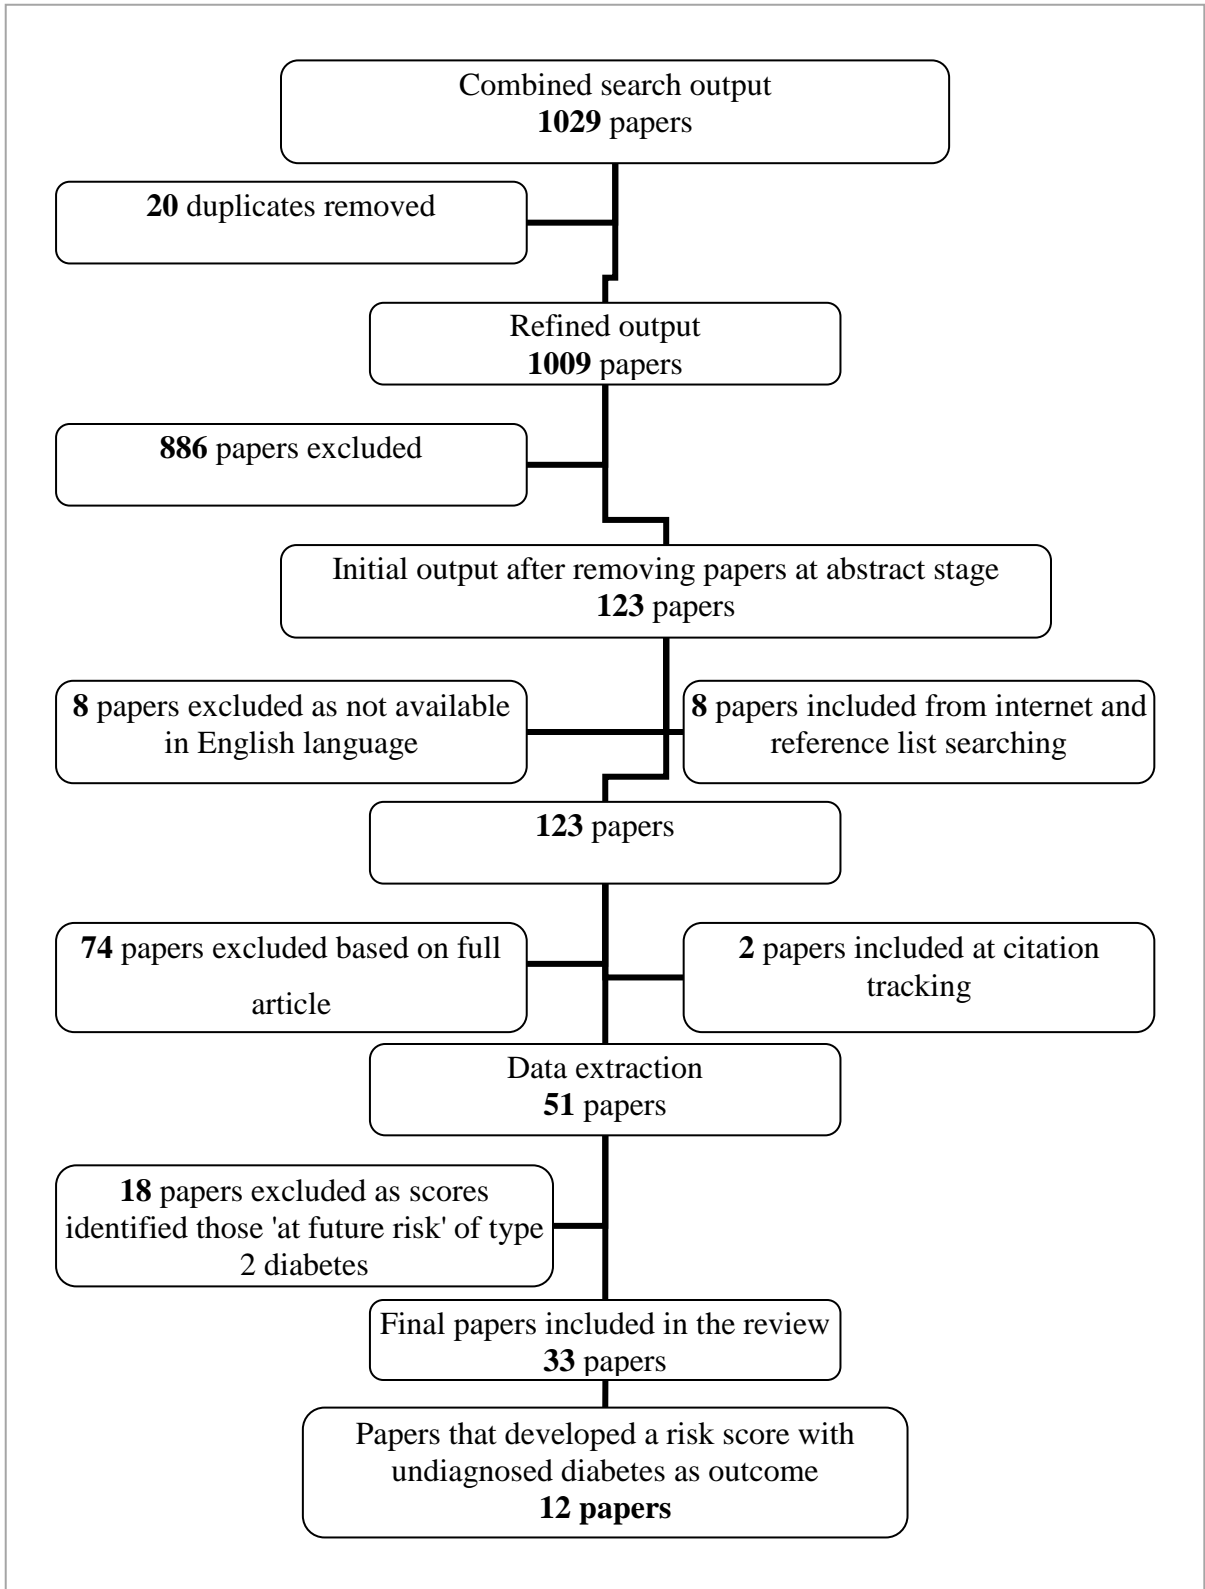 Combined search output
1029 papers
20 duplicates removed
Refined output
1009 papers
886 papers excluded
Initial output after removing papers at abstract stage
123 papers
8 papers excluded as not available
in English language
8 papers included from internet and
reference list searching
123 papers
74 papers excluded based on full
article
2 papers included at citation
tracking
Data extraction
51 papers
18 papers excluded as scores
identified those 'at future risk' of type
2 diabetes
Final papers included in the review
33 papers
Papers that developed a risk score with
undiagnosed diabetes as outcome
12 papers